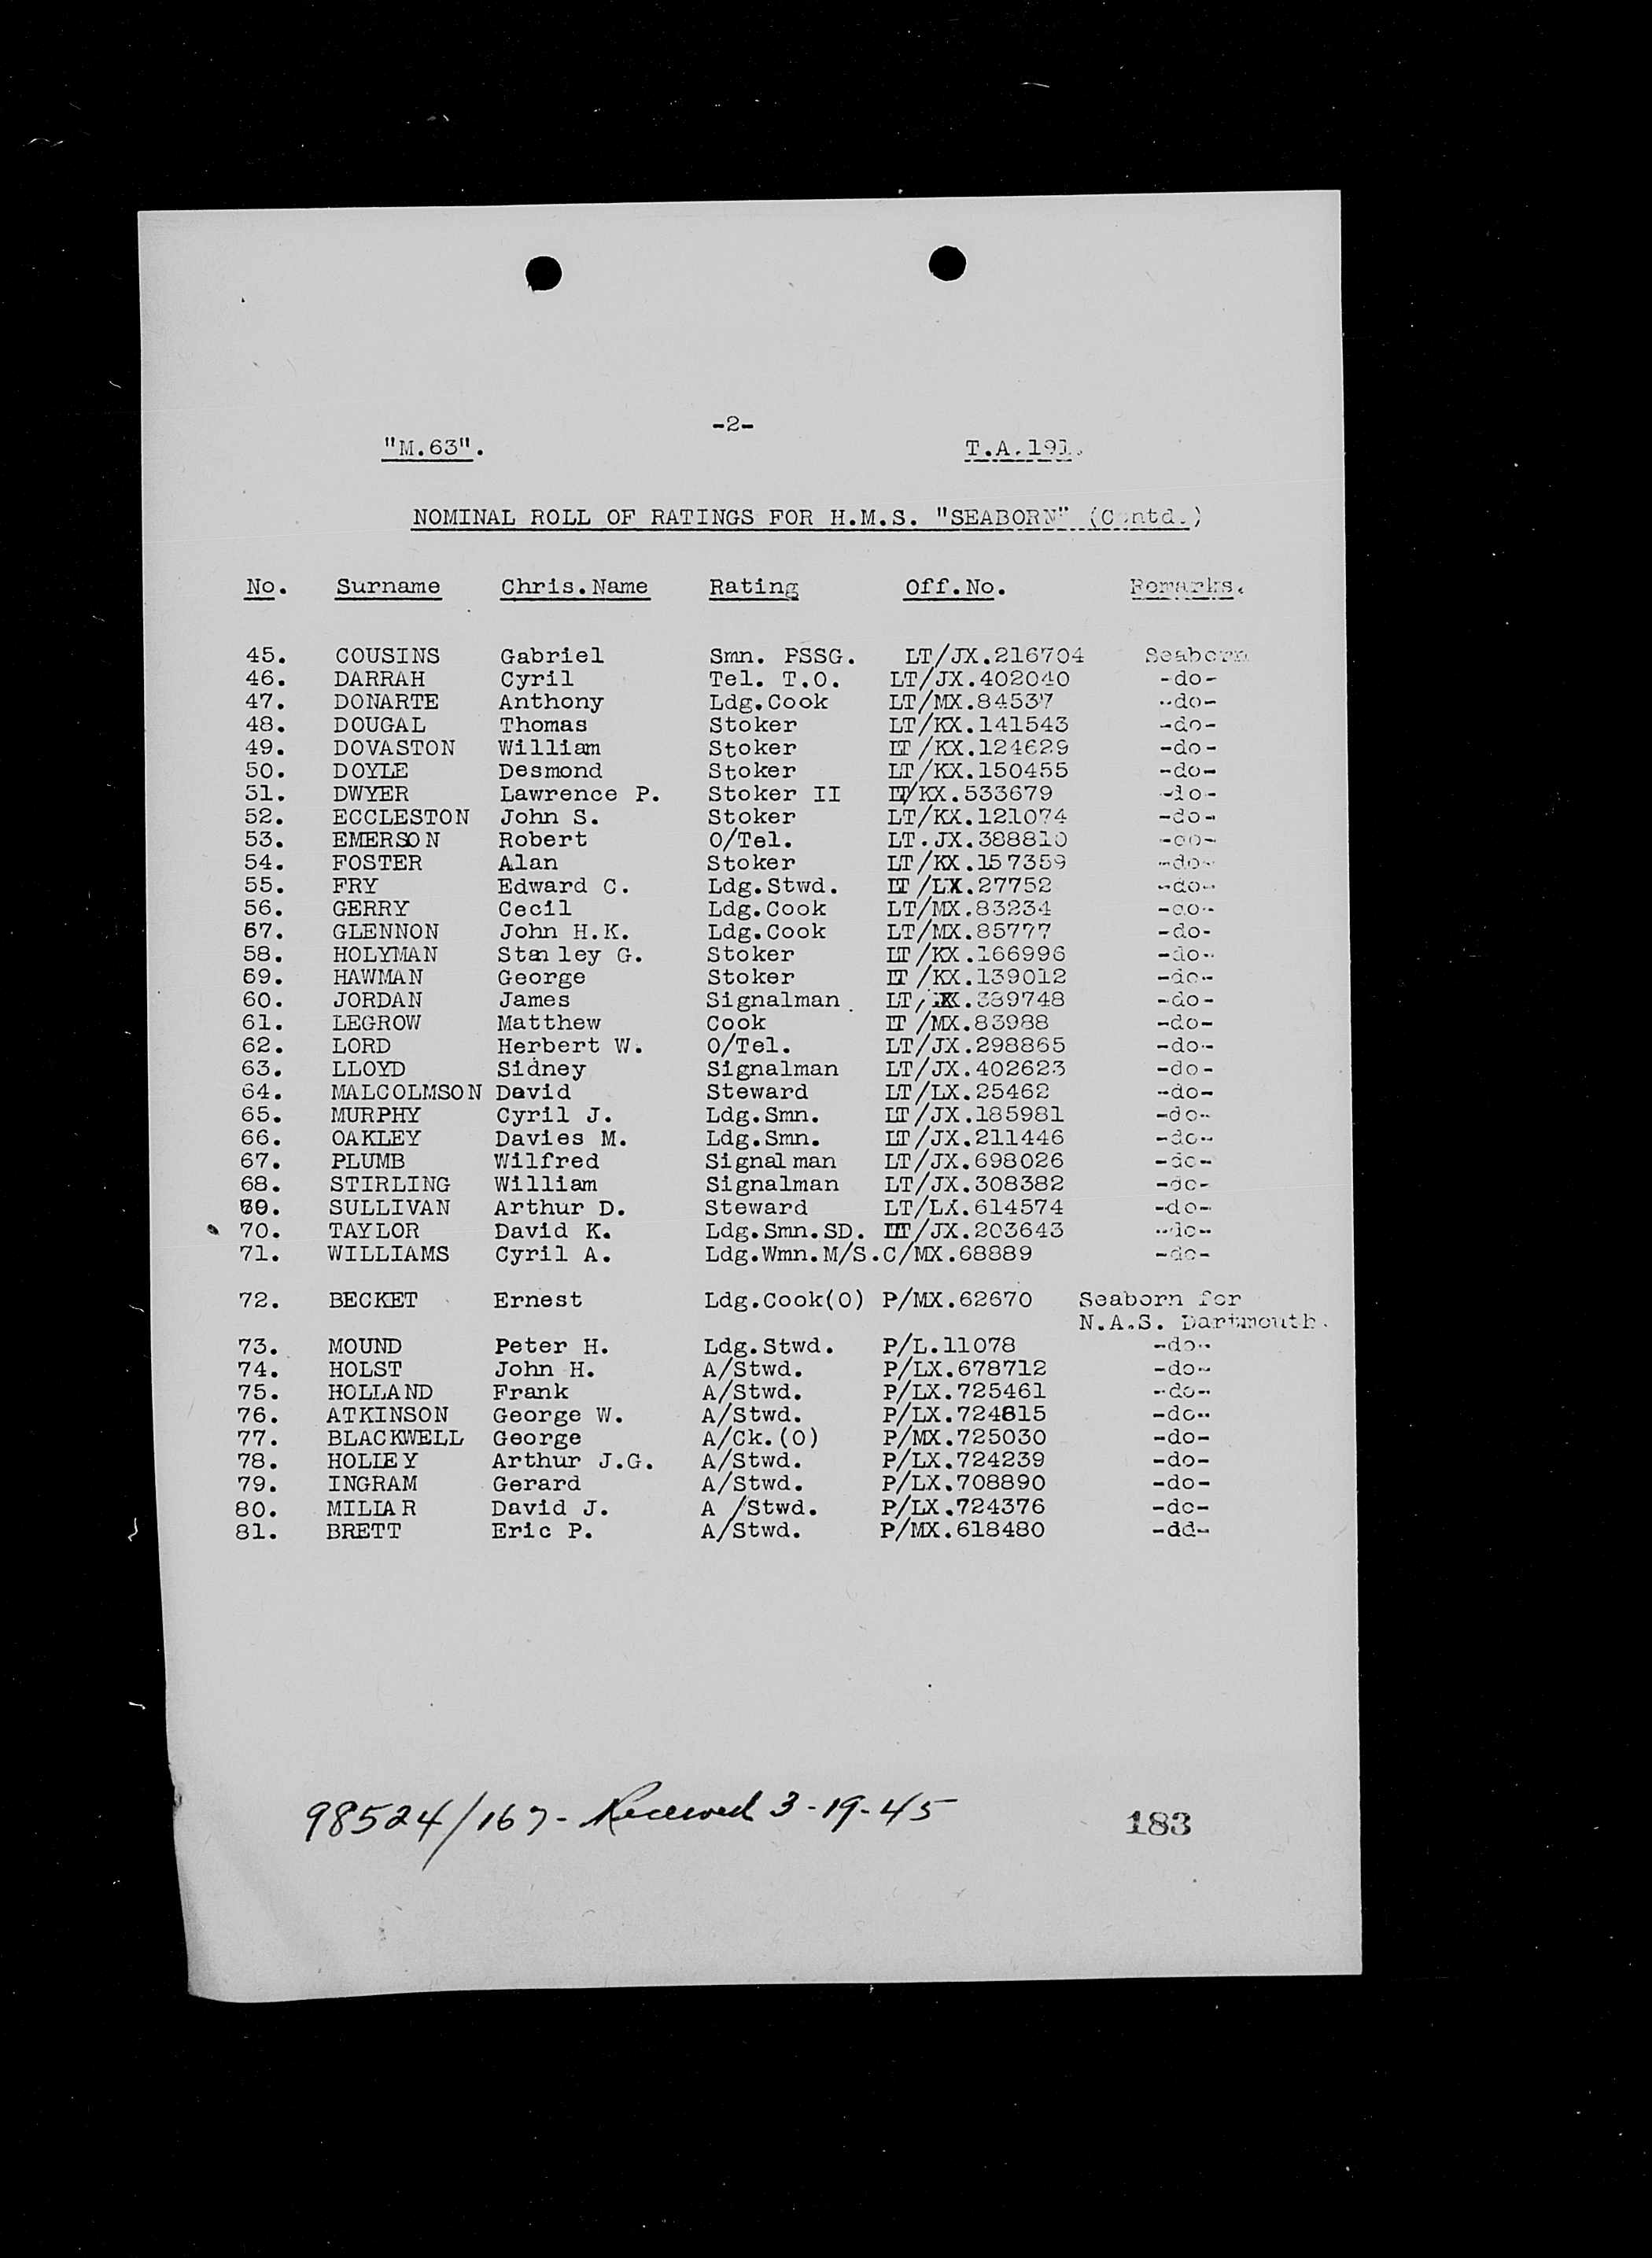 -2-
"M.63". T.A.191.
NOMINAL ROLL OF RATINGS FOR H.M.S. "SEABORN" (Contd.)
No. Surname Chris.Name Rating Off.No. Remarks.
45. COUSINS Gabriel Smn. PSSG. LT/JX.216704 Seaborn
46. DARRAH Cyril Tel. T.O. LT/JX.402040 -do-
47. DONARTE Anthony Ldg.Cook LT/MX.84537 -do-
48. DOUGAL Thomas Stoker LT/KX.141543 -do-
49. DOVASTON William Stoker LT/KX.124629 -do-
50. DOYLE Desmond Stoker LT/KX.150455 -do-
51. DWYER Lawrence P. Stoker II LT/KX.533679 -do-
52. ECCLESTON John S. Stoker LT/KX.121074 -do-
53. EMERSON Robert O/Tel. LT.JX.388810 -do-
54. FOSTER Alan Stoker LT/KX.157359 -do-
55. FRY Edward C. Ldg.Stwd. LT/LX.27752 -do-
56. GERRY Cecil Ldg.Cook LT/MX.83234 -do-
57. GLENNON John H.K. Ldg.Cook LT/MX.85777 -do-
58. HOLYMAN Stanley G. Stoker LT/KX.166996 -do-
59. HAWMAN George Stoker LT/KX.139012 -do-
60. JORDAN James Signalman LT/JX.389748 -do-
61. LEGROW Matthew Cook LT/MX.83988 -do-
62. LORD Herbert W. O/Tel. LT/JX.298865 -do-
63. LLOYD Sidney Signalman LT/JX.402623 -do-
64. MALCOLMSON David Steward LT/LX.25462 -do-
65. MURPHY Cyril J. Ldg.Smn. LT/JX.185981 -do-
66. OAKLEY Davies M. Ldg.Smn. LT/JX.211446 -do-
67. PLUMB Wilfred Signalman LT/JX.698026 -do-
68. STIRLING William Signalman LT/JX.308382 -do-
69. SULLIVAN Arthur D. Steward LT/LX.614574 -do-
70. TAYLOR David K. Ldg.Smn.SD. LT/JX.203643 -do-
71. WILLIAMS Cyril A. Ldg.Wmn.M/S.C/MX.68889 -do-
72. BECKET Ernest Ldg.Cook(O) P/MX.62670 Seaborn for
N.A.S. Dartmouth.
73. MOUND Peter H. Ldg.Stwd. P/L.11078 -do-
74. HOLST John H. A/Stwd. P/LX.678712 -do-
75. HOLLAND Frank A/Stwd. P/LX.725461 -do-
76. ATKINSON George W. A/Stwd. P/LX.724615 -do-
77. BLACKWELL George A/Ck.(O) P/MX.725030 -do-
78. HOLLEY Arthur J.G. A/Stwd. P/LX.724239 -do-
79. INGRAM Gerard A/Stwd. P/LX.708890 -do-
80. MILLAR David J. A /Stwd. P/LX.724376 -do-
81. BRETT Eric P. A/Stwd. P/MX.618480 -dd-
98524/167- Received 3-19-45
183